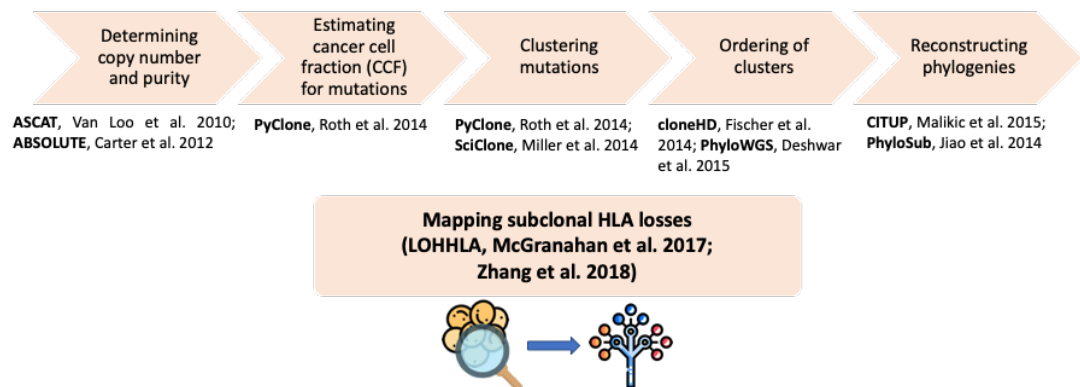 Determining
copy number
and purity
Estimating
cancer cell
fraction (CCF)
for mutations
Clustering
mutations
Ordering of
clusters
Reconstructing
phylogenies
ASCAT, Van Loo et al. 2010;
ABSOLUTE, Carter et al. 2012
PyClone, Roth et al. 2014
PyClone, Roth et al. 2014;
SciClone, Miller et al. 2014
cloneHD, Fischer et al.
2014; PhyloWGS, Deshwar
et al. 2015
CITUP, Malikic et al. 2015;
PhyloSub, Jiao et al. 2014
Mapping subclonal HLA losses
(LOHHLA, McGranahan et al. 2017;
Zhang et al. 2018)